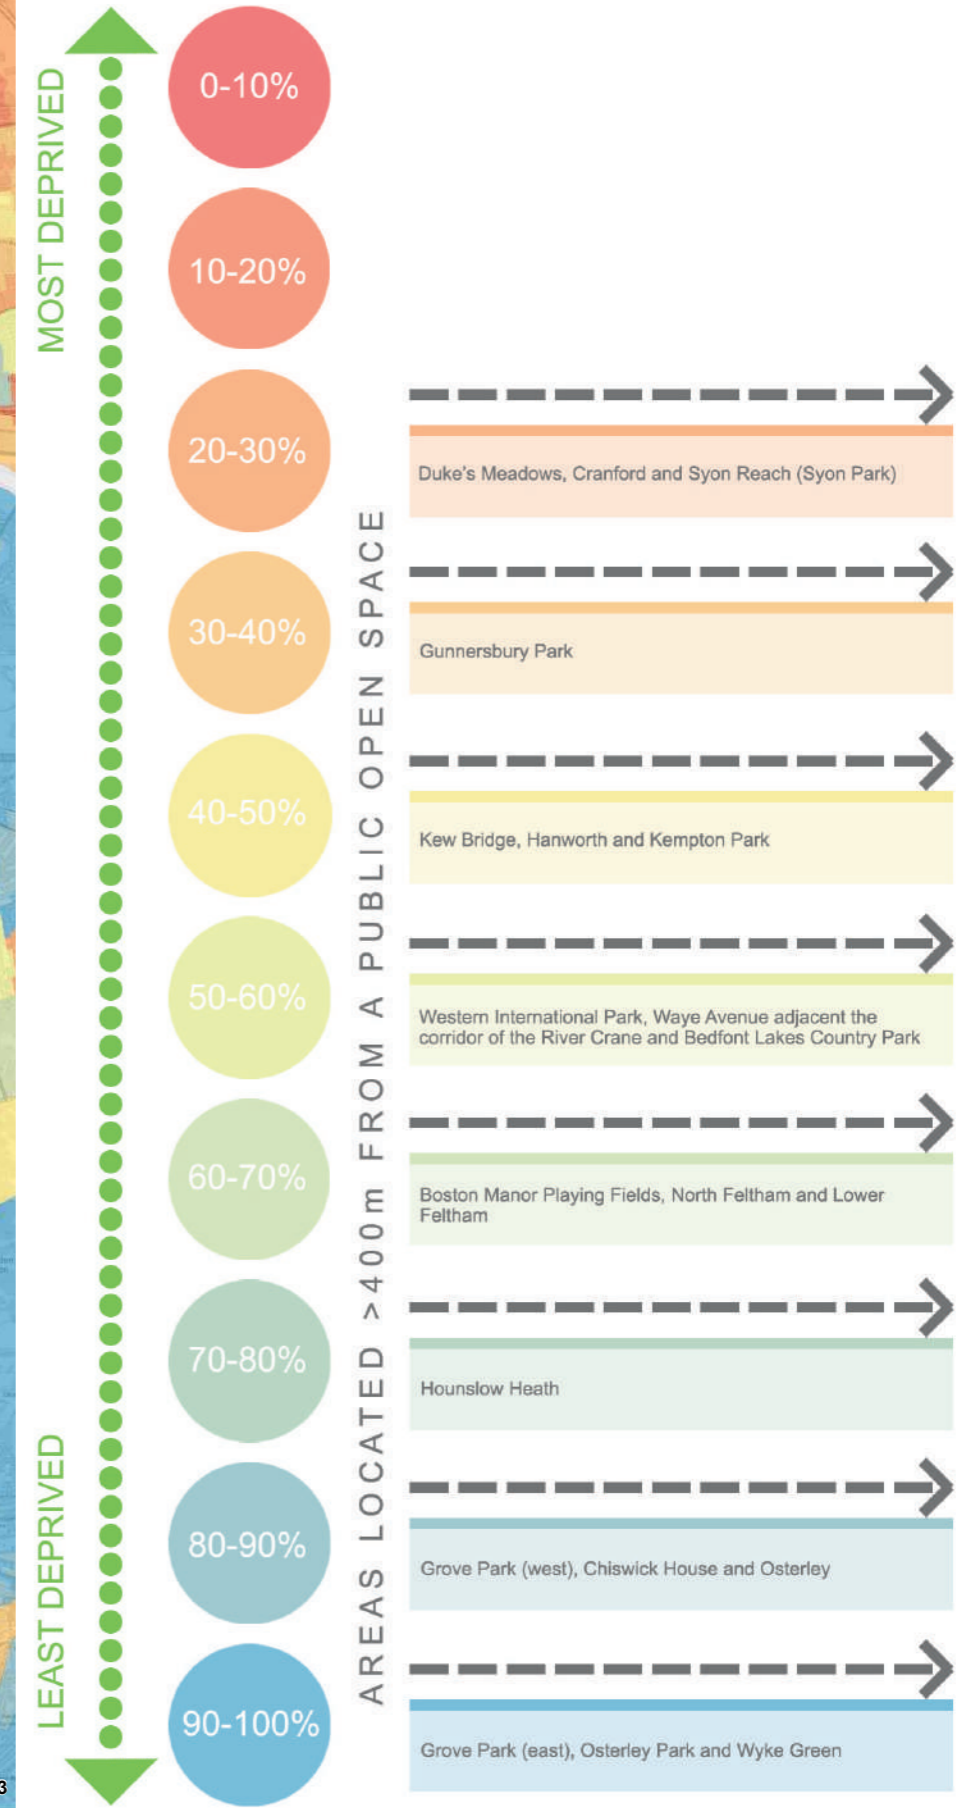 MOST DEPRIVED
0-10%
10-20%
20-30%
Duke's Meadows, Cranford and Syon Reach (Syon Park)
30-40%
Gunnersbury Park
40-50%
Kew Bridge, Hanworth and Kempton Park
50-60%
Western International Park, Waye Avenue adjacent the
corridor of the River Crane and Bedfont Lakes Country Park
60-70%
Boston Manor Playing Fields, North Feltham and Lower
Feltham
70-80%
Hounslow Heath
80-90%
Grove Park (west), Chiswick House and Osterley
90-100%
Grove Park (east), Osterley Park and Wyke Green
LEAST DEPRIVED
AREAS LOCATED >400m FROM A PUBLIC OPEN SPACE
3